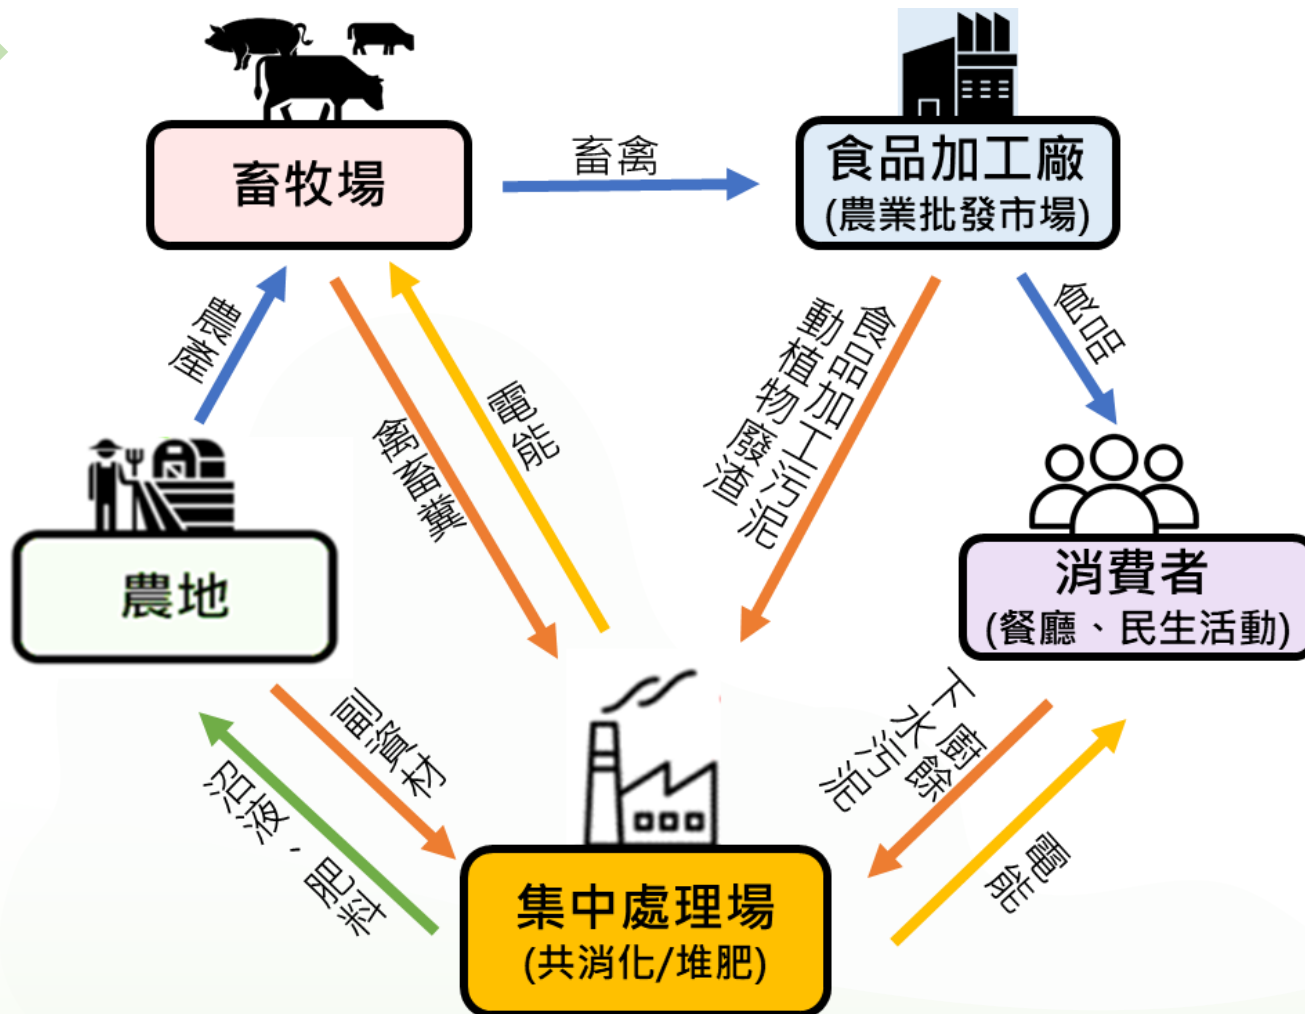 畜牧場
畜禽
食品加工廠
(農業批發市場)
農產
禽畜糞
電能
食品加工污泥
動植物廢渣
食品
農地
消費者
(餐廳、民生活動)
副資材
沼液、肥料
廚餘
下水污泥
電能
集中處理場
(共消化/堆肥)